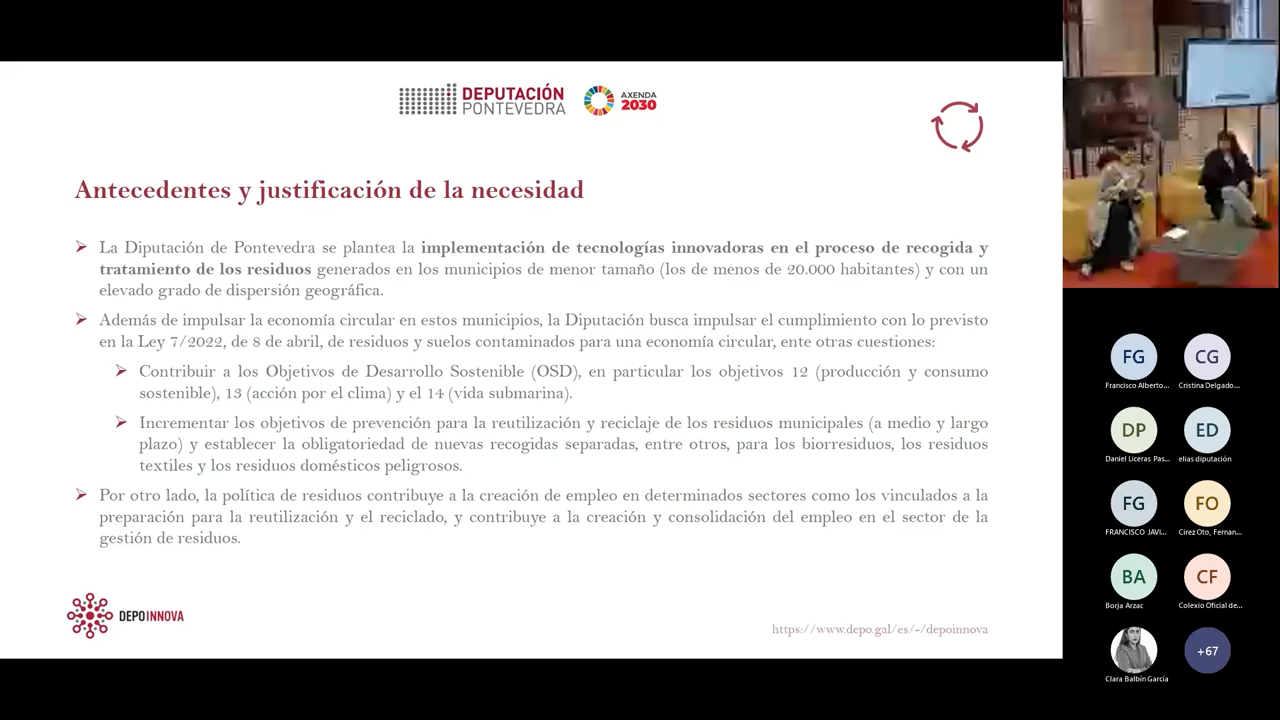 DEPUTACIÓN
PONTEVEDRA
AXENDA
2030
Antecedentes y justificación de la necesidad
La Diputación de Pontevedra se plantea la implementación de tecnologías innovadoras en el proceso de recogida y
tratamiento de los residuos generados en los municipios de menor tamaño (los de menos de 20.000 habitantes) y con un
elevado grado de dispersión geográfica.
Además de impulsar la economía circular en estos municipios, la Diputación busca impulsar el cumplimiento con lo previsto
en la Ley 7/2022, de 8 de abril, de residuos y suelos contaminados para una economía circular, ente otras cuestiones:
Contribuir a los Objetivos de Desarrollo Sostenible (OSD), en particular los objetivos 12 (producción y consumo
sostenible), 13 (acción por el clima) y el 14 (vida submarina).
Incrementar los objetivos de prevención para la reutilización y reciclaje de los residuos municipales (a medio y largo
plazo) y establecer la obligatoriedad de nuevas recogidas separadas, entre otros, para los biorresiduos, los residuos
textiles y los residuos domésticos peligrosos.
Por otro lado, la política de residuos contribuye a la creación de empleo en determinados sectores como los vinculados a la
preparación para la reutilización y el reciclado, y contribuye a la creación y consolidación del empleo en el sector de la
gestión de residuos.
DEPOINNOVA
https://www.depo.gal/es/-/depoinnova
FG
CG
Francisco Alberto...
Cristina Delgado...
DP
ED
Daniel Liceras Pas...
elias diputación
FG
FO
FRANCISCO JAVI...
Cirez Oto, Fernan...
BA
CF
Borja Arzac
Colexio Oficial de...
+67
Clara Balbín García